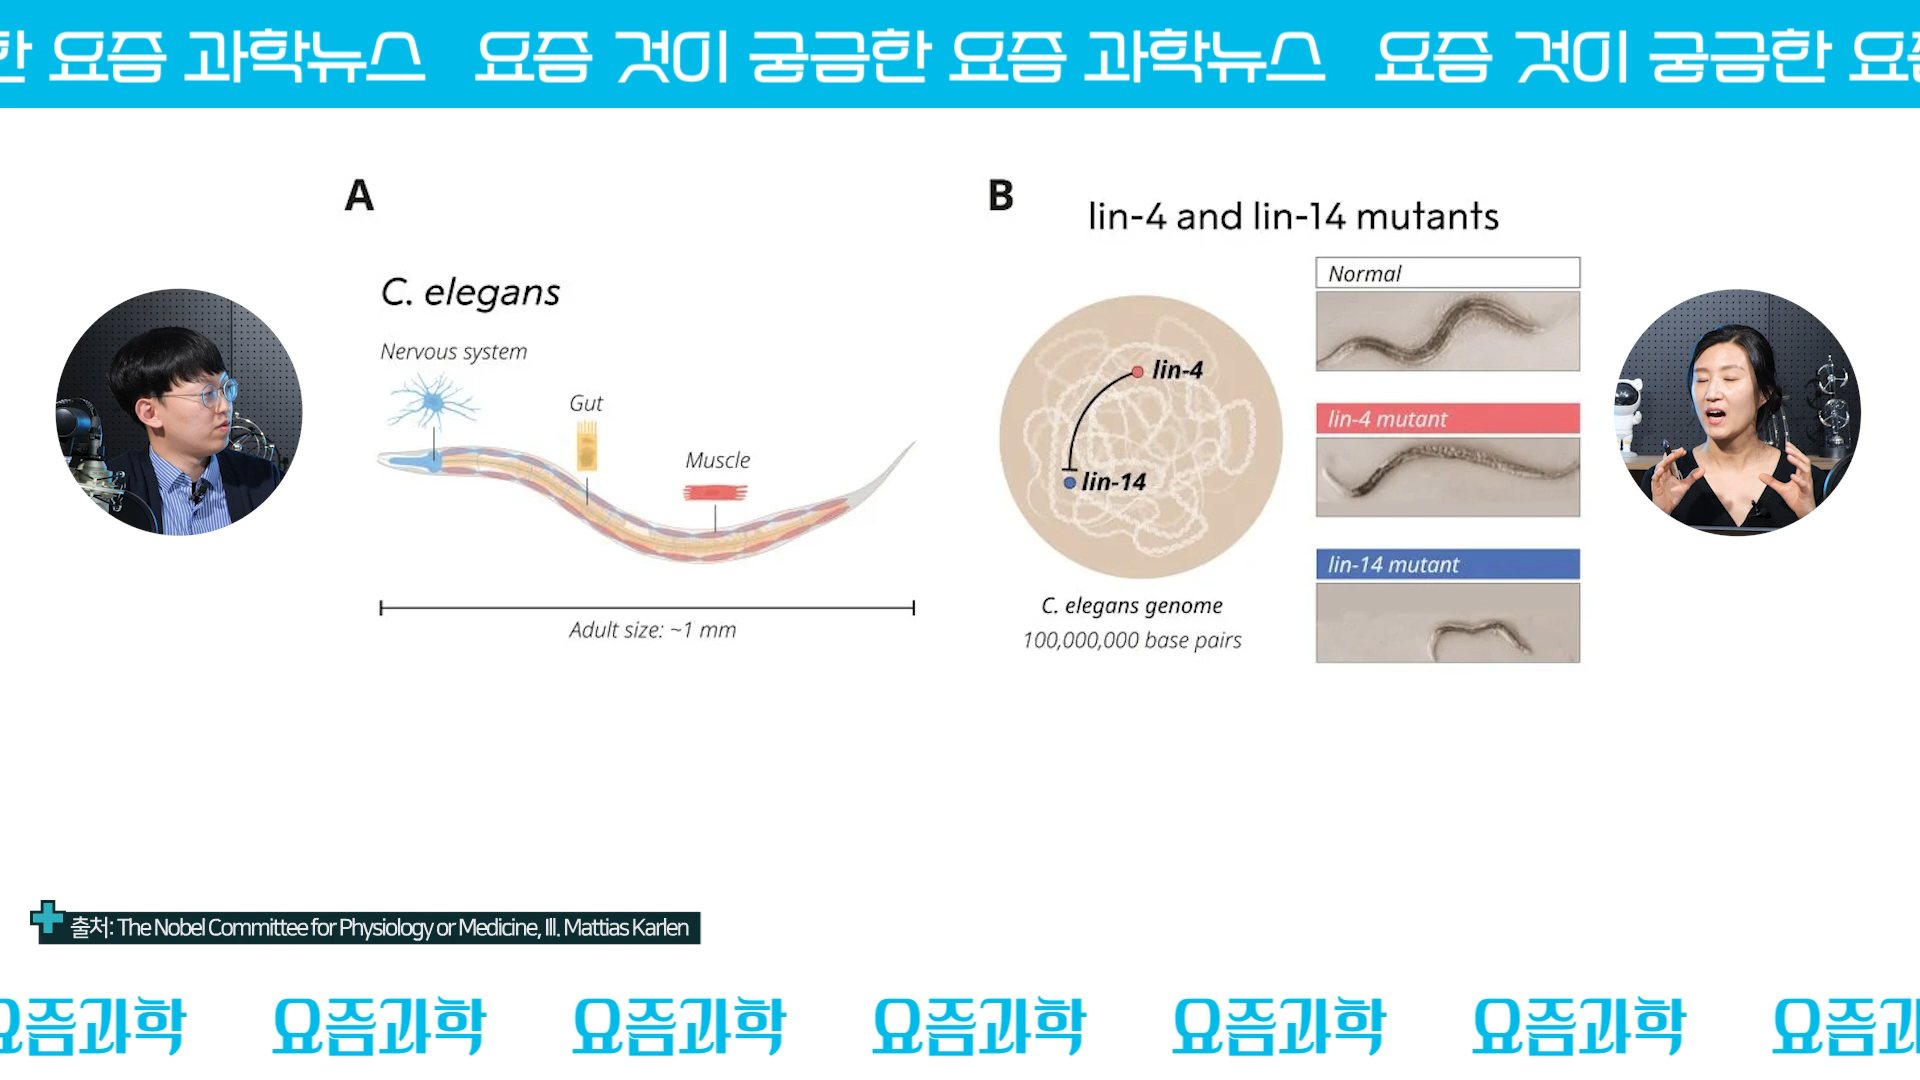 한 요즘 과학뉴스 요즘 것이 궁금한 요즘 과학뉴스 요즘 것이 궁금한 요즘
A
C. elegans
Nervous system
Gut
Muscle
Adult size: ~1 mm
B
lin-4 and lin-14 mutants
lin-4
lin-14
C. elegans genome
100,000,000 base pairs
Normal
lin-4 mutant
lin-14 mutant
출처: The Nobel Committee for Physiology or Medicine, Ill. Mattias Karlen
요즘과학 요즘과학 요즘과학 요즘과학 요즘과학 요즘과학 요즘과